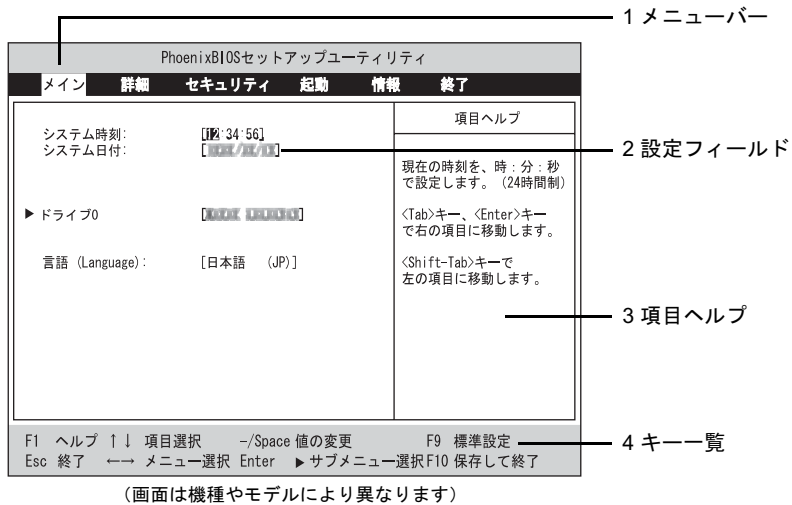 1 メニューバー
PhoenixBIOSセットアップユーティリティ
メイン 詳細 セキュリティ 起動 情報 終了
システム時刻: [12:34:56]
システム日付:
2 設定フィールド
▶ ドライブ0
言語 (Language): [日本語 (JP)]
項目ヘルプ
現在の時刻を、時:分:秒
で設定します。(24時間制)
<Tab>キー、<Enter>キー
で右の項目に移動します。
<Shift-Tab>キーで
左の項目に移動します。
3 項目ヘルプ
F1 ヘルプ ↑↓ 項目選択 -/Space 値の変更 F9 標準設定
Esc 終了 ←→ メニュー選択 Enter ▶ サブメニュー選択 F10 保存して終了
4 キー一覧
(画面は機種やモデルにより異なります)